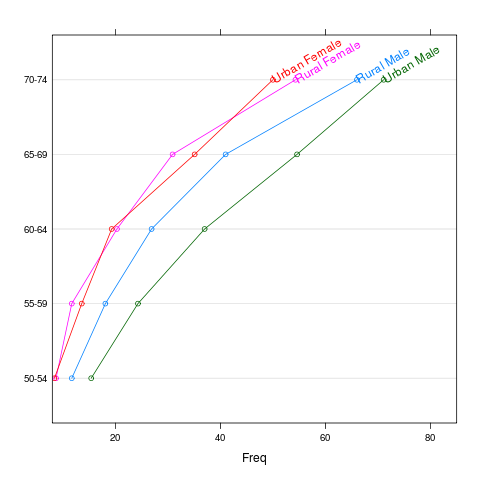 Urban Female
Rural Female
Rural Male
Urban Male
70-74
65-69
60-64
55-59
50-54
20 40 60 80
Freq